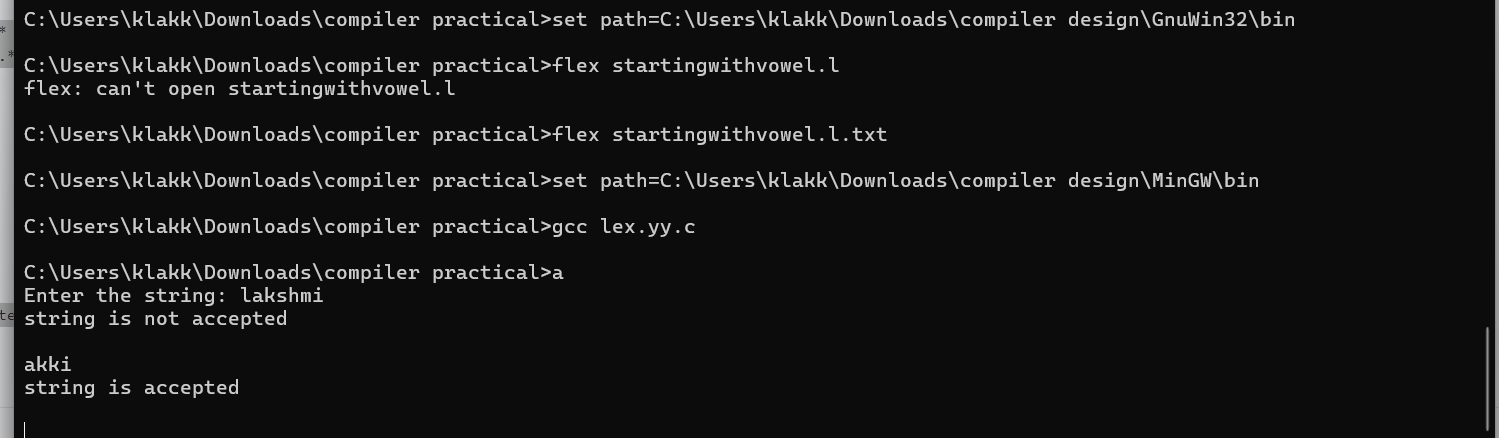 C:\Users\klakk\Downloads\compiler practical>set path=C:\Users\klakk\Downloads\compiler design\GnuWin32\bin
*
.*
C:\Users\klakk\Downloads\compiler practical>flex startingwithvowel.l
flex: can't open startingwithvowel.l
C:\Users\klakk\Downloads\compiler practical>flex startingwithvowel.l.txt
C:\Users\klakk\Downloads\compiler practical>set path=C:\Users\klakk\Downloads\compiler design\MinGW\bin
C:\Users\klakk\Downloads\compiler practical>gcc lex.yy.c
C:\Users\klakk\Downloads\compiler practical>a
Enter the string: lakshmi
te
string is not accepted
akki
string is accepted